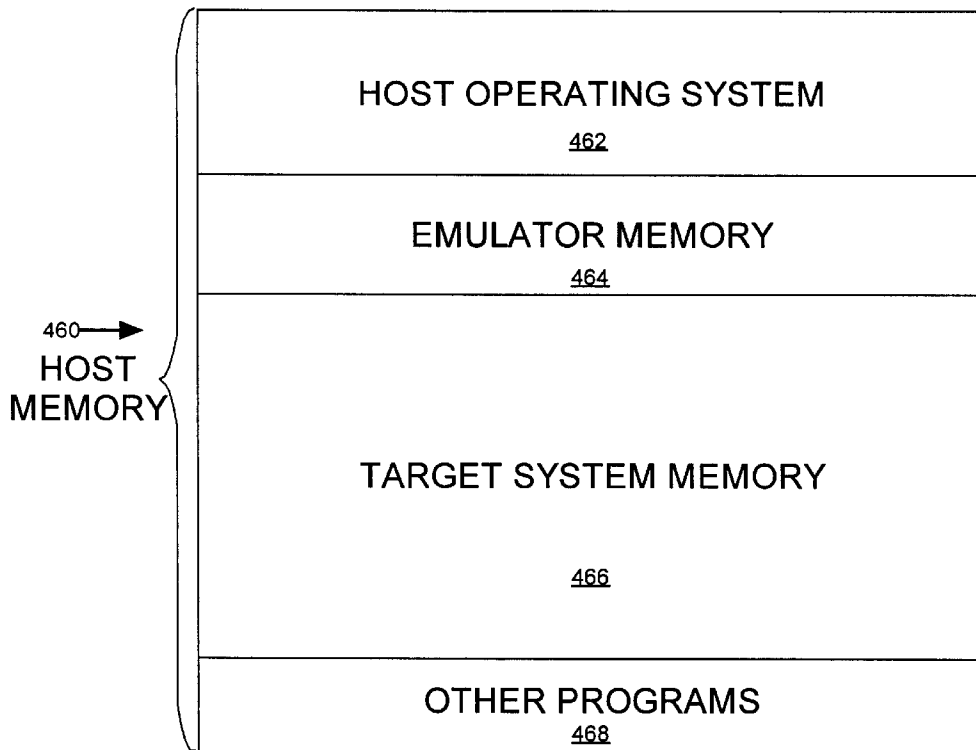 HOST OPERATING SYSTEM
462
EMULATOR MEMORY
464
460
HOST
MEMORY
TARGET SYSTEM MEMORY
466
OTHER PROGRAMS
468